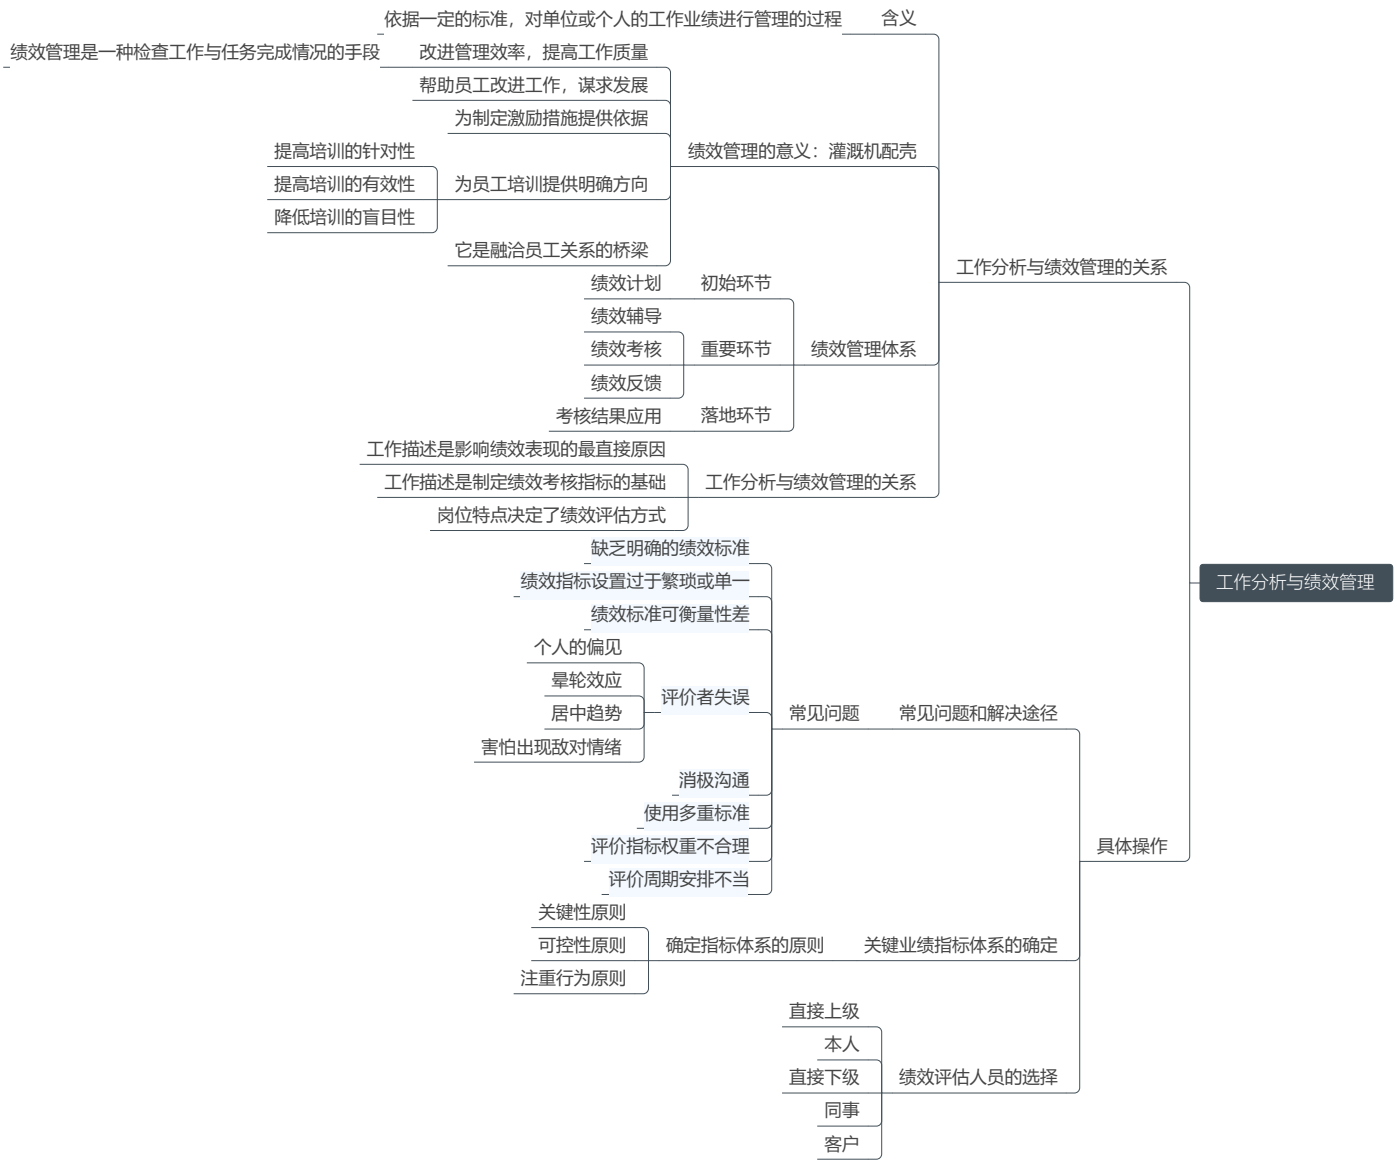 工作分析与绩效管理
工作分析与绩效管理的关系
含义
依据一定的标准，对单位或个人的工作业绩进行管理的过程
绩效管理的意义：灌溉机配壳
改进管理效率，提高工作质量
绩效管理是一种检查工作与任务完成情况的手段
帮助员工改进工作，谋求发展
为制定激励措施提供依据
为员工培训提供明确方向
提高培训的针对性
提高培训的有效性
降低培训的盲目性
它是融洽员工关系的桥梁
绩效管理体系
初始环节
绩效计划
重要环节
绩效辅导
绩效考核
绩效反馈
落地环节
考核结果应用
工作分析与绩效管理的关系
工作描述是影响绩效表现的最直接原因
工作描述是制定绩效考核指标的基础
岗位特点决定了绩效评估方式
具体操作
常见问题和解决途径
常见问题
缺乏明确的绩效标准
绩效指标设置过于繁琐或单一
绩效标准可衡量性差
评价者失误
个人的偏见
晕轮效应
居中趋势
害怕出现敌对情绪
消极沟通
使用多重标准
评价指标权重不合理
评价周期安排不当
关键业绩指标体系的确定
确定指标体系的原则
关键性原则
可控性原则
注重行为原则
绩效评估人员的选择
直接上级
本人
直接下级
同事
客户